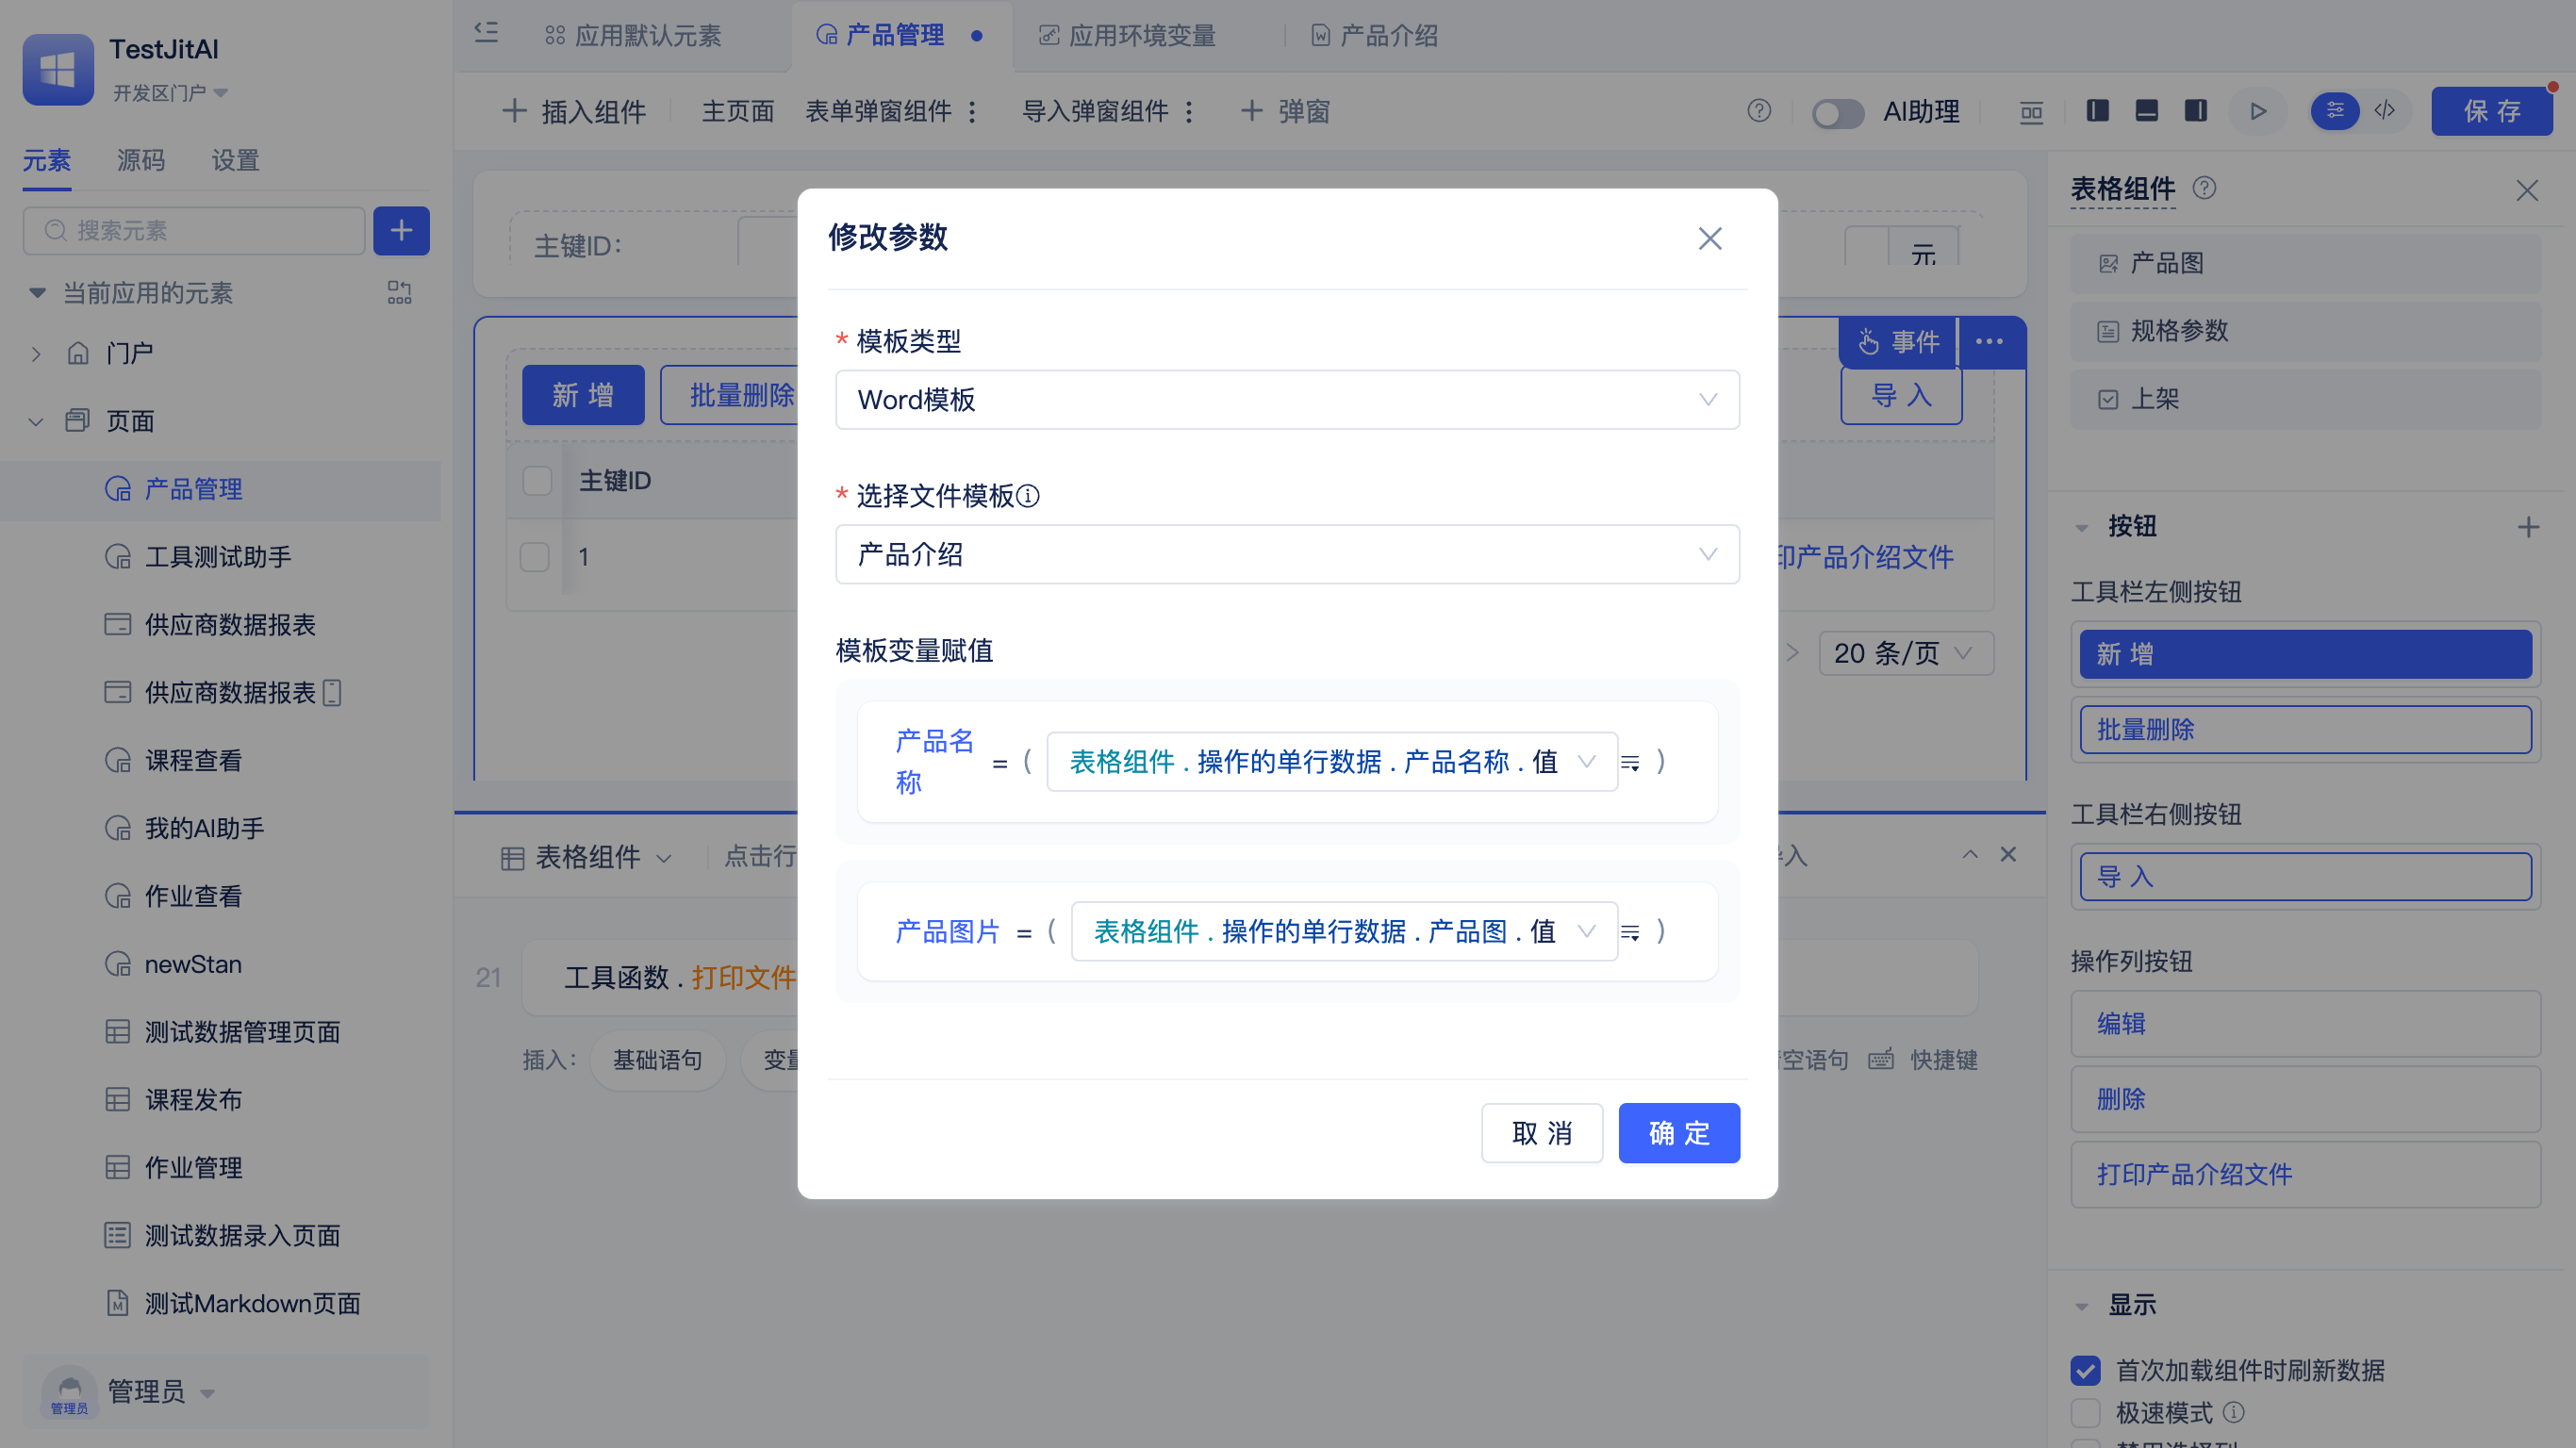 TestJitAI
开发区门户
元素
源码
设置
搜索元素
当前应用的元素
门户
页面
产品管理
工具测试助手
供应商数据报表
供应商数据报表
课程查看
我的AI助手
作业查看
newStan
测试数据管理页面
课程发布
作业管理
测试数据录入页面
测试Markdown页面
管理员
管理员
应用默认元素
产品管理
应用环境变量
产品介绍
插入组件
主页面
表单弹窗组件
导入弹窗组件
弹窗
AI助理
保 存
主键ID:
元
事件
新 增
批量删除
导 入
主键ID
1
印产品介绍文件
20 条/页
表格组件
点击行
导入
21
工具函数 . 打印文件
插入:
基础语句
变量
清空语句
快捷键
修改参数
* 模板类型
Word模板
* 选择文件模板
产品介绍
模板变量赋值
产品名称 = ( 表格组件 . 操作的单行数据 . 产品名称 . 值 )
产品图片 = ( 表格组件 . 操作的单行数据 . 产品图 . 值 )
取 消
确 定
表格组件
产品图
规格参数
上架
按钮
工具栏左侧按钮
新 增
批量删除
工具栏右侧按钮
导 入
操作列按钮
编辑
删除
打印产品介绍文件
显示
首次加载组件时刷新数据
极速模式